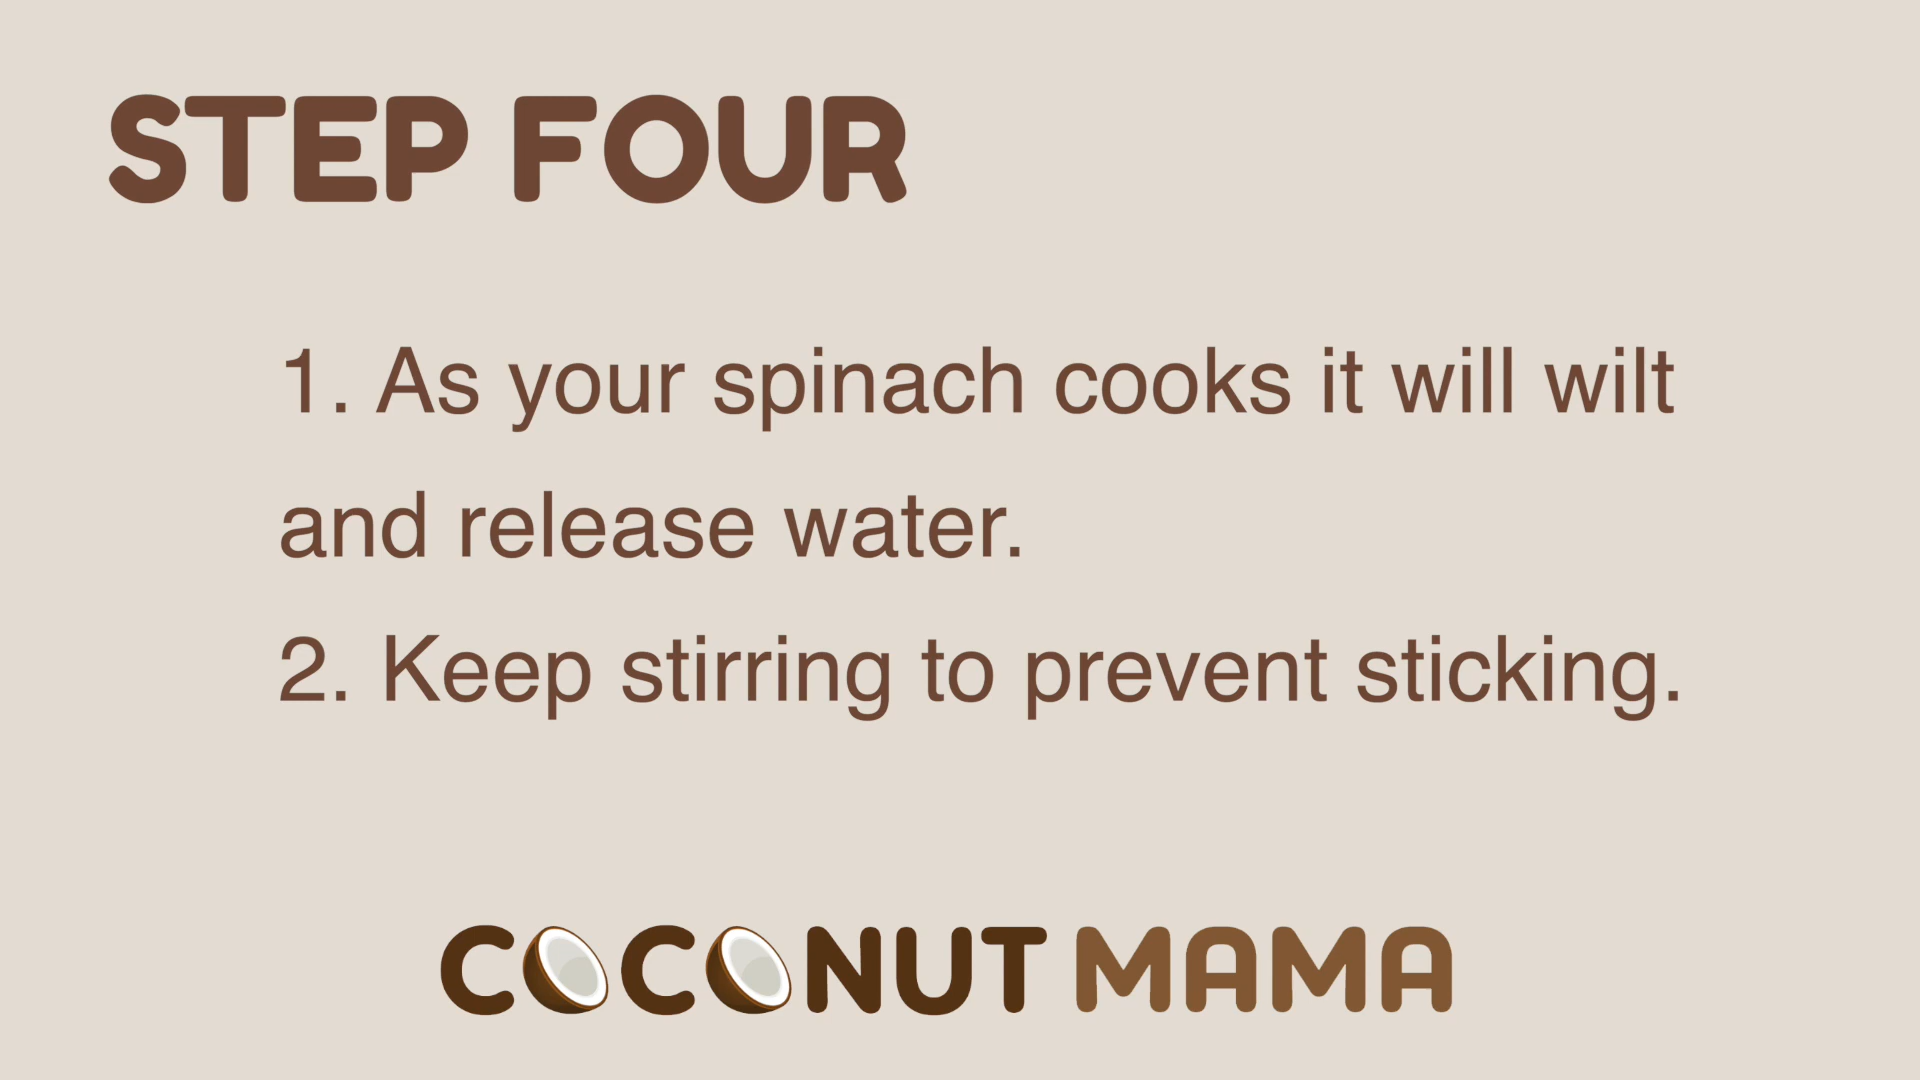 STEP FOUR
1. As your spinach cooks it will wilt
and release water.
2. Keep stirring to prevent sticking.
COCONUT MAMA